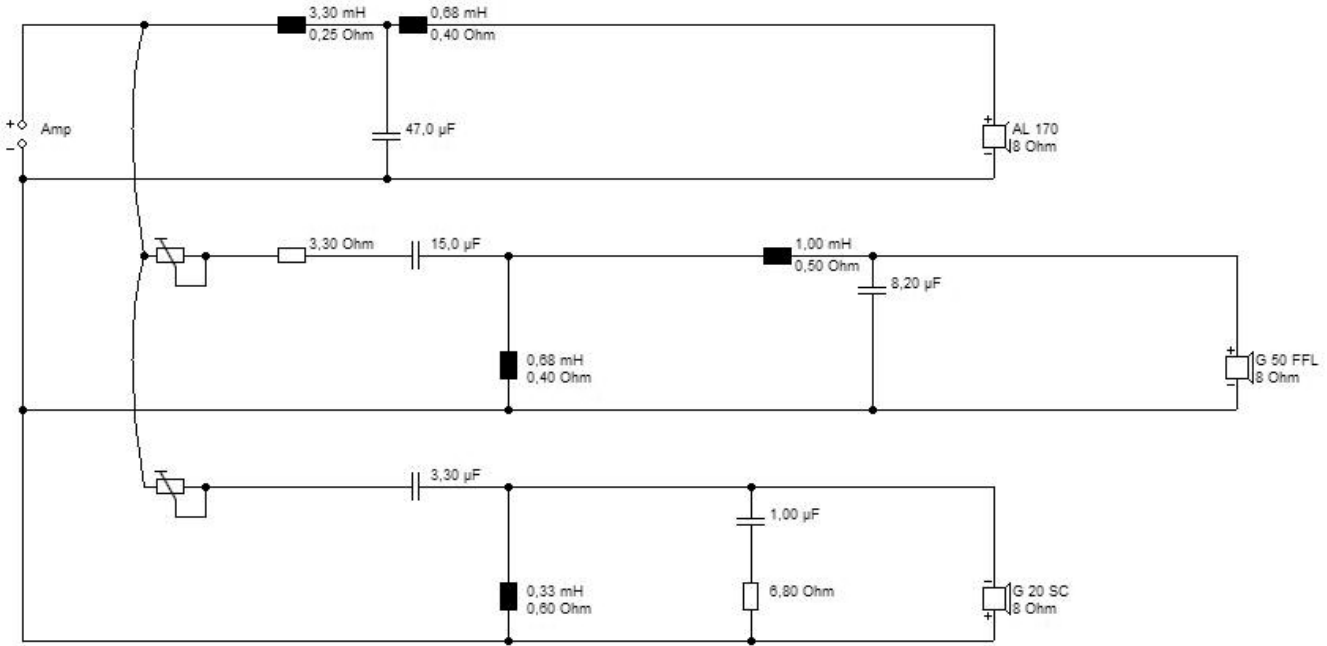 3,30 mH
0,25 Ohm
0,68 mH
0,40 Ohm
+
Amp
−
47,0 µF
+
AL 170
8 Ohm
−
3,30 Ohm
15,0 µF
1,00 mH
0,50 Ohm
8,20 µF
0,68 mH
0,40 Ohm
+
G 50 FFL
8 Ohm
−
3,30 µF
1,00 µF
0,33 mH
0,60 Ohm
6,80 Ohm
−
G 20 SC
8 Ohm
+